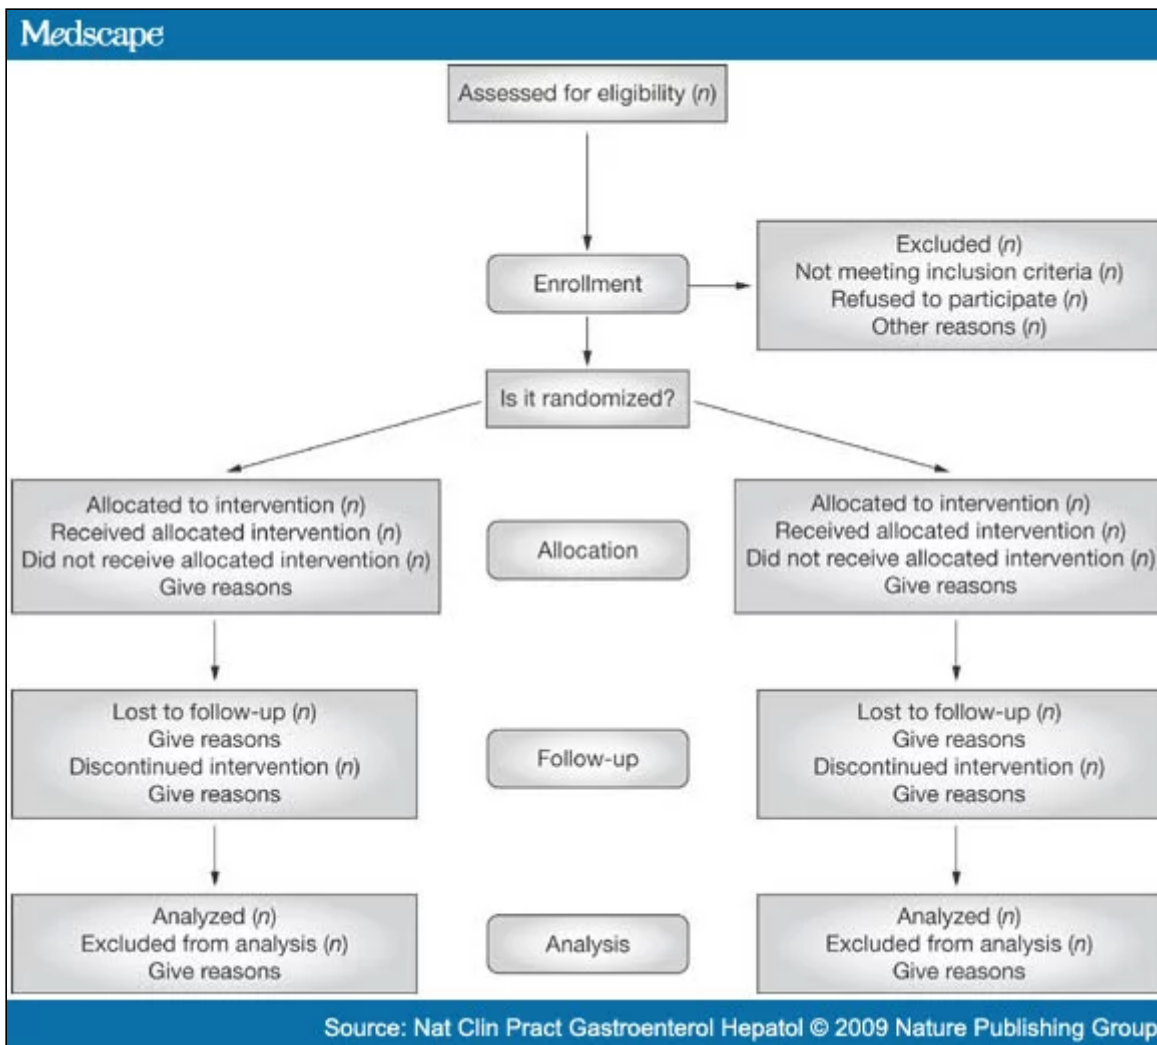 Medscape
Assessed for eligibility (n)
Enrollment
Excluded (n)
Not meeting inclusion criteria (n)
Refused to participate (n)
Other reasons (n)
Is it randomized?
Allocated to intervention (n)
Received allocated intervention (n)
Did not receive allocated intervention (n)
Give reasons
Allocation
Allocated to intervention (n)
Received allocated intervention (n)
Did not receive allocated intervention (n)
Give reasons
Lost to follow-up (n)
Give reasons
Discontinued intervention (n)
Give reasons
Follow-up
Lost to follow-up (n)
Give reasons
Discontinued intervention (n)
Give reasons
Analyzed (n)
Excluded from analysis (n)
Give reasons
Analysis
Analyzed (n)
Excluded from analysis (n)
Give reasons
Source: Nat Clin Pract Gastroenterol Hepatol © 2009 Nature Publishing Group